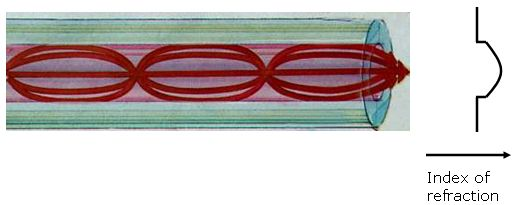 Index of
refraction